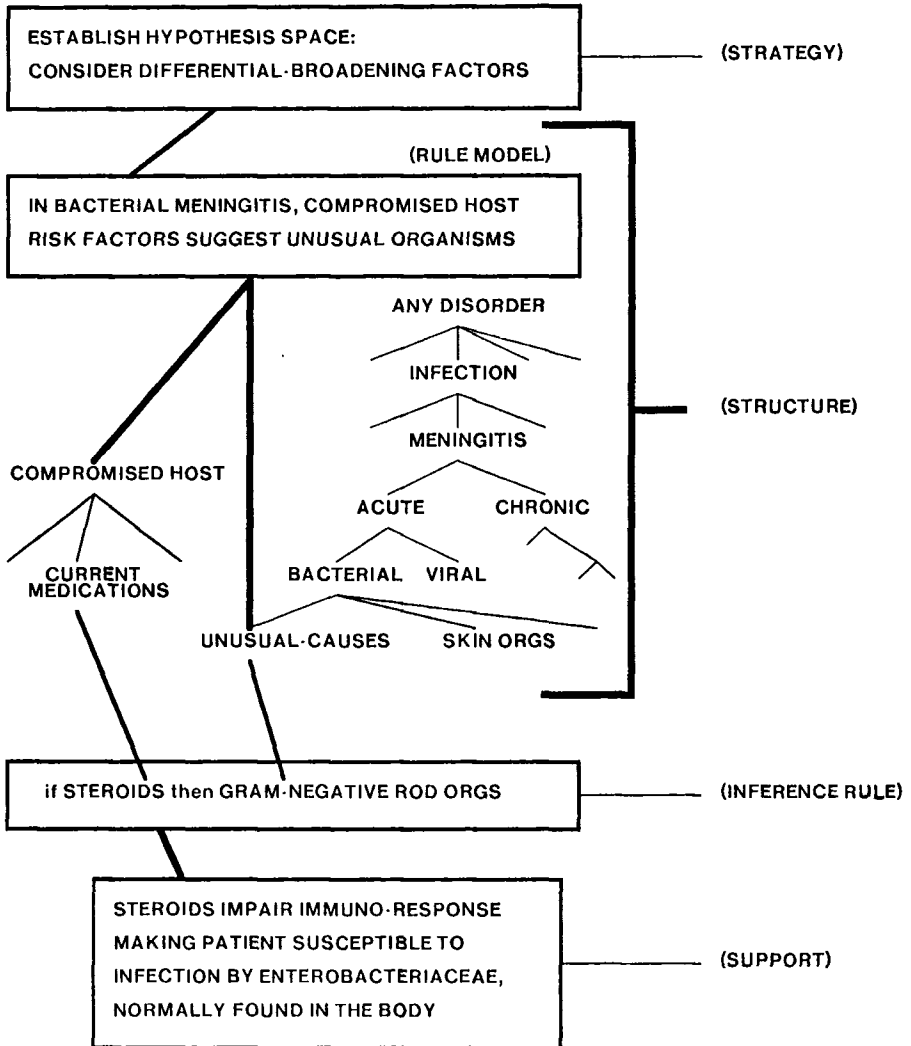 ESTABLISH HYPOTHESIS SPACE:
CONSIDER DIFFERENTIAL-BROADENING FACTORS
(STRATEGY)
(RULE MODEL)
IN BACTERIAL MENINGITIS, COMPROMISED HOST
RISK FACTORS SUGGEST UNUSUAL ORGANISMS
ANY DISORDER
INFECTION
(STRUCTURE)
MENINGITIS
COMPROMISED HOST
ACUTE CHRONIC
CURRENT
MEDICATIONS
BACTERIAL VIRAL
UNUSUAL-CAUSES SKIN ORGS
if STEROIDS then GRAM-NEGATIVE ROD ORGS
(INFERENCE RULE)
STEROIDS IMPAIR IMMUNO-RESPONSE
MAKING PATIENT SUSCEPTIBLE TO
INFECTION BY ENTEROBACTERIACEAE,
NORMALLY FOUND IN THE BODY
(SUPPORT)